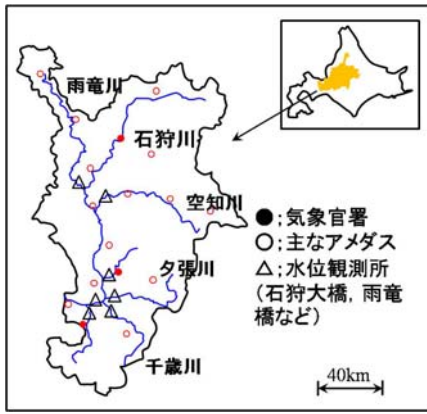 雨竜川
石狩川
空知川
夕張川
千歳川
●;気象官署
○;主なアメダス
△;水位観測所
(石狩大橋, 雨竜
橋など)
40km